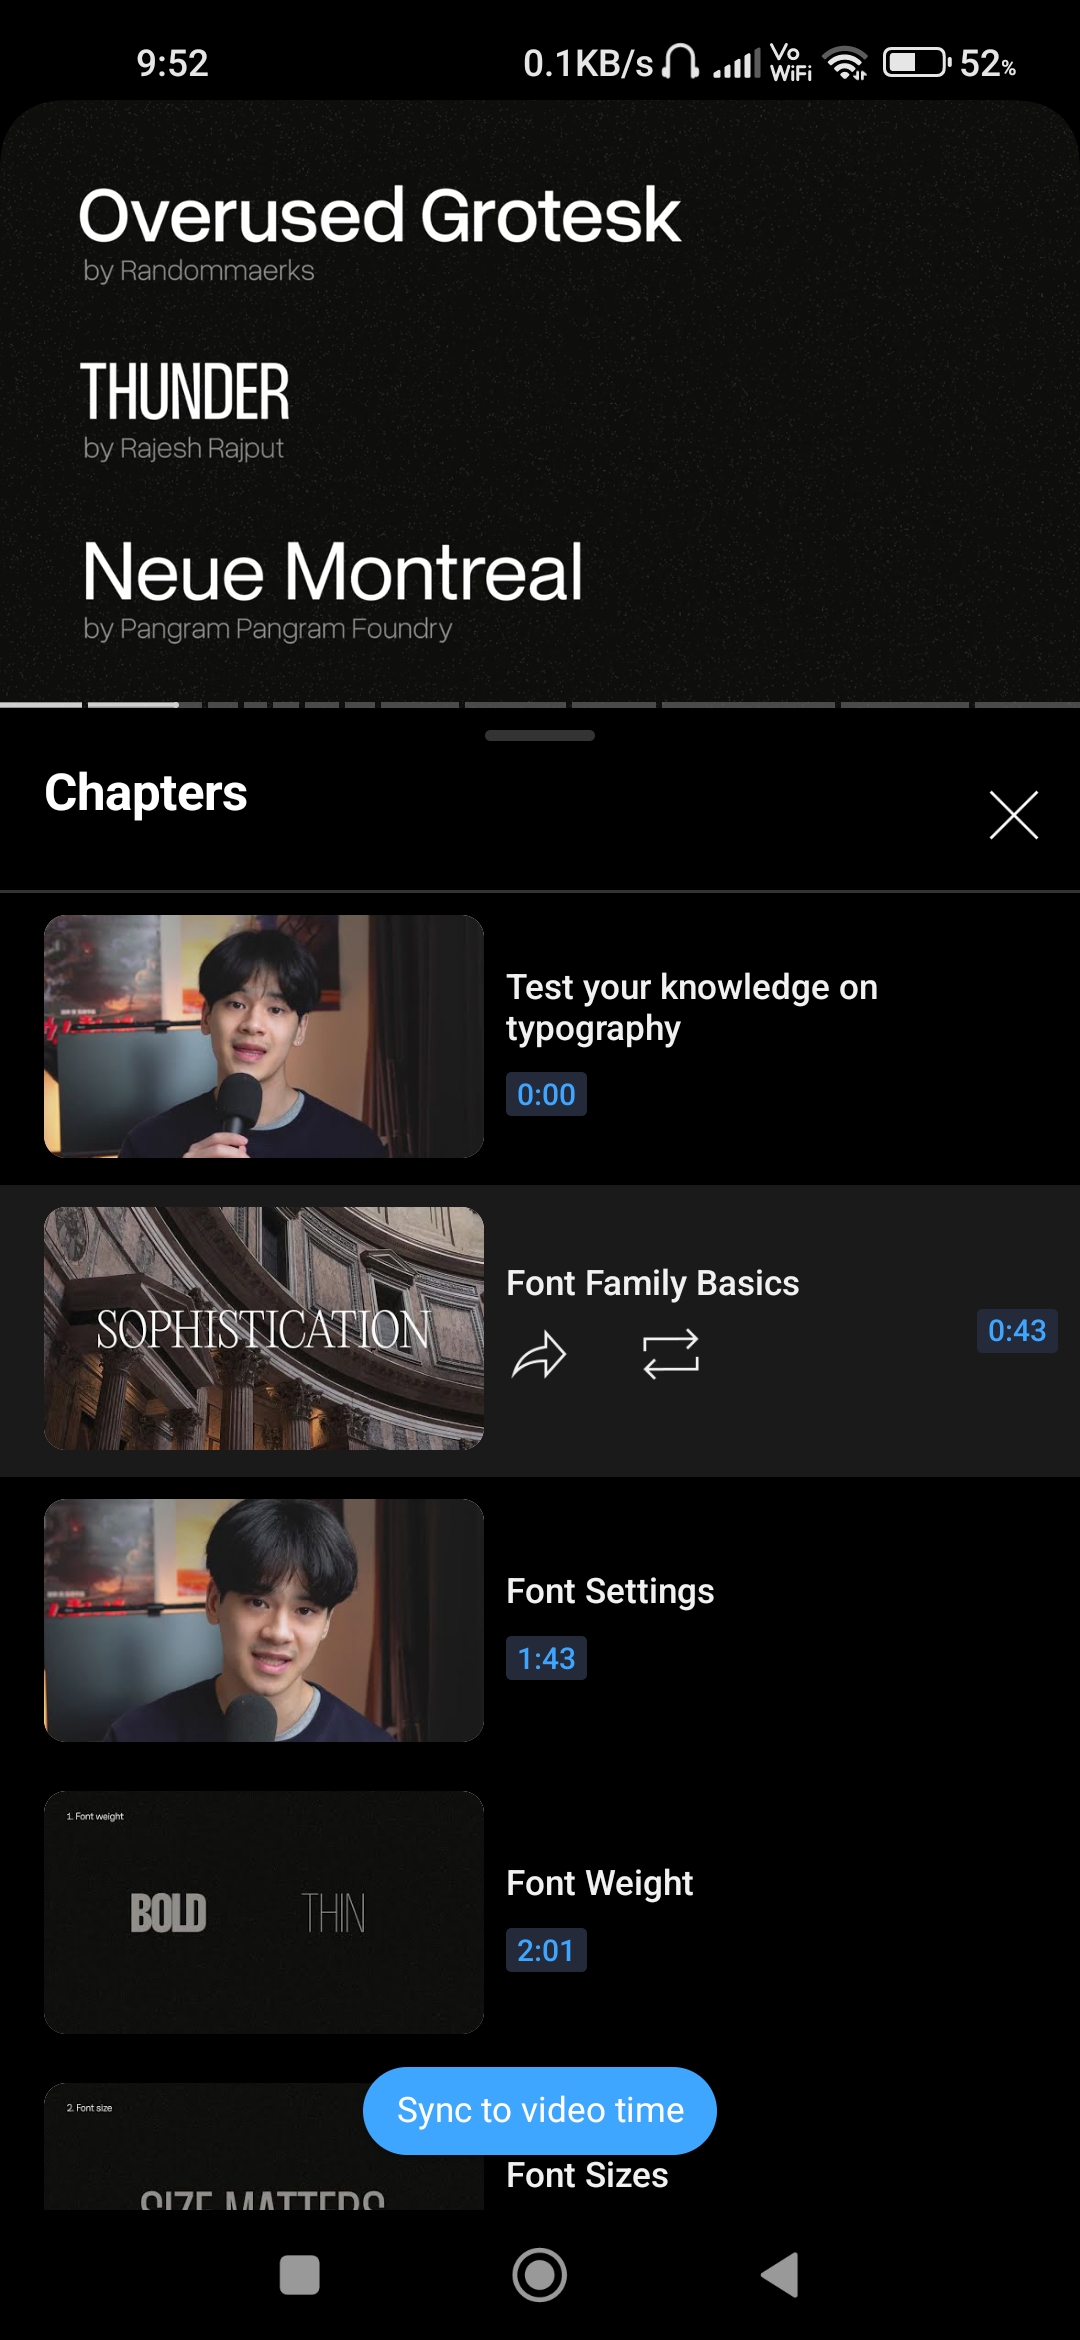 9:52
0.1KB/s
Vo
WiFi
52%
Overused Grotesk
by Randommaerks
THUNDER
by Rajesh Rajput
Neue Montreal
by Pangram Pangram Foundry
Chapters
Test your knowledge on
typography
0:00
SOPHISTICATION
Font Family Basics
0:43
Font Settings
1:43
1. Font weight
BOLD THIN
Font Weight
2:01
Sync to video time
2. Font size
Font Sizes
SIZE MATTERS